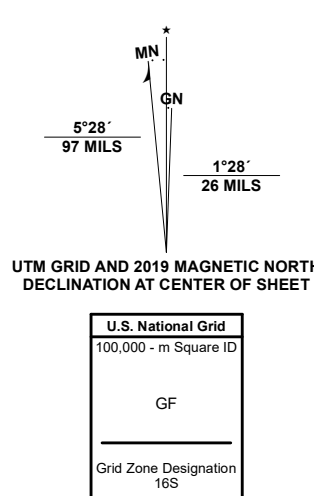 ★
MN
GN
5°28´
97 MILS
1°28´
26 MILS
UTM GRID AND 2019 MAGNETIC NORTH
DECLINATION AT CENTER OF SHEET
U.S. National Grid
100,000 - m Square ID
GF
Grid Zone Designation
16S